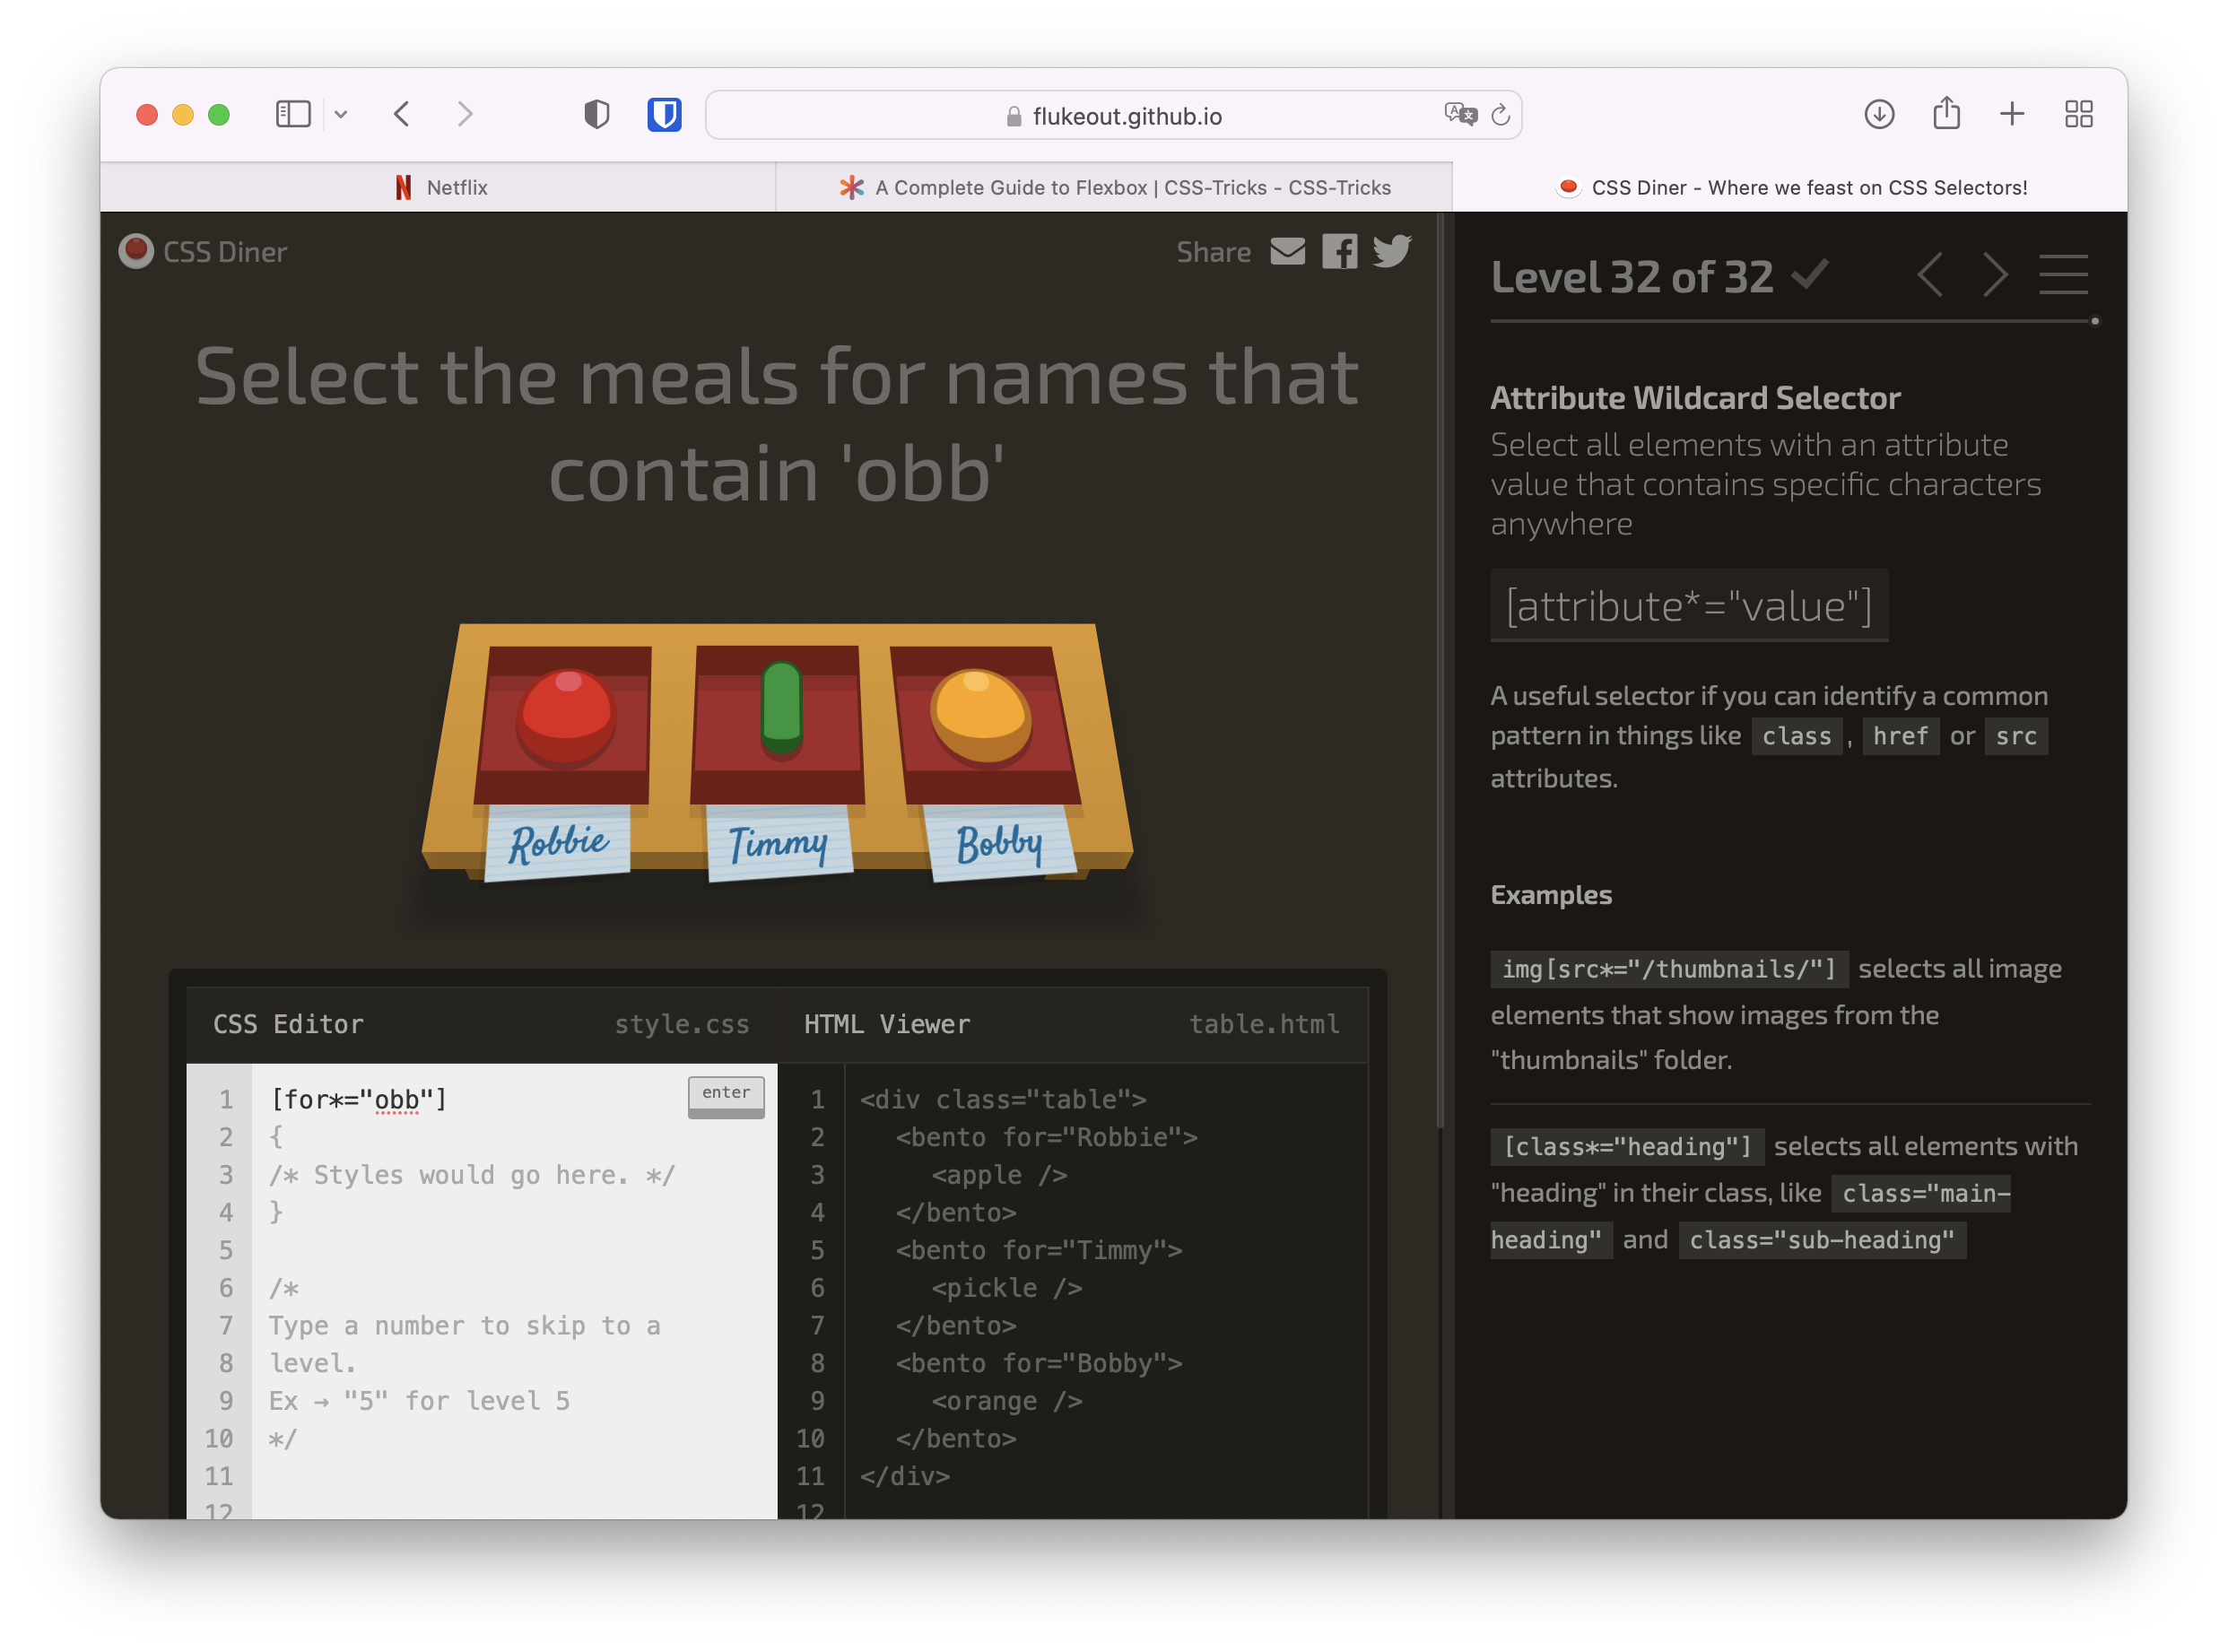 flukeout.github.io
Netflix
A Complete Guide to Flexbox | CSS-Tricks - CSS-Tricks
CSS Diner - Where we feast on CSS Selectors!
CSS Diner
Share
Select the meals for names that
contain 'obb'
Robbie
Timmy
Bobby
CSS Editor
style.css
1 [for*="obb"]
enter
2 {
3 /* Styles would go here. */
4 }
5
6 /*
7 Type a number to skip to a
8 level.
9 Ex → "5" for level 5
10 */
11
12
HTML Viewer
table.html
1 <div class="table">
2 <bento for="Robbie">
3 <apple />
4 </bento>
5 <bento for="Timmy">
6 <pickle />
7 </bento>
8 <bento for="Bobby">
9 <orange />
10 </bento>
11 </div>
12
Level 32 of 32
Attribute Wildcard Selector
Select all elements with an attribute
value that contains specific characters
anywhere
[attribute*="value"]
A useful selector if you can identify a common
pattern in things like class , href or src
attributes.
Examples
img[src*="/thumbnails/"] selects all image
elements that show images from the
"thumbnails" folder.
[class*="heading"] selects all elements with
"heading" in their class, like class="main-
heading" and class="sub-heading"